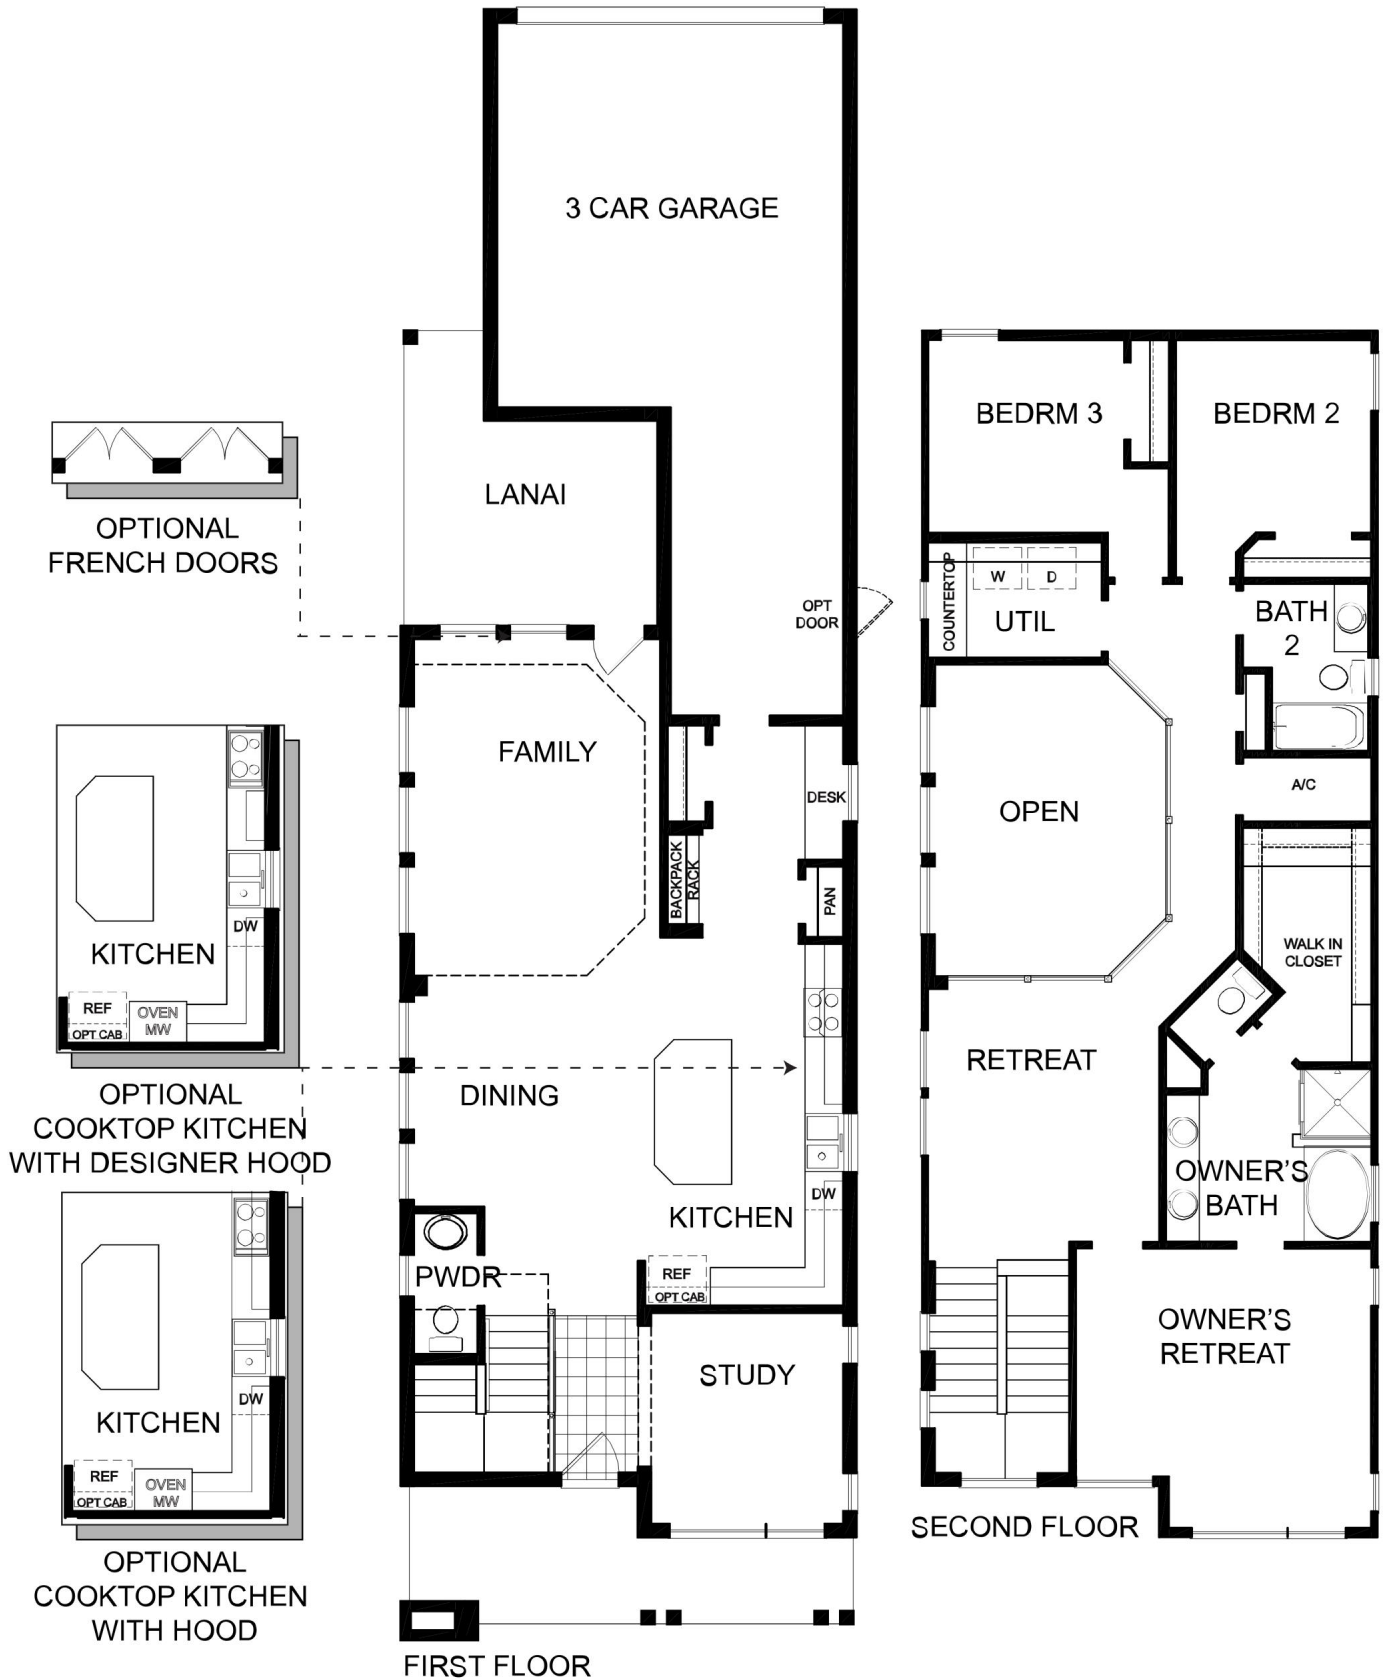 3 CAR GARAGE
LANAI
OPT
DOOR
FAMILY
DESK
BACKPACK
RACK
PAN
DINING
KITCHEN
DW
REF
OPT CAB
PWDR
STUDY
FIRST FLOOR
OPTIONAL
FRENCH DOORS
KITCHEN
DW
REF
OPT CAB
OVEN
MW
OPTIONAL
COOKTOP KITCHEN
WITH DESIGNER HOOD
KITCHEN
DW
REF
OPT CAB
OVEN
MW
OPTIONAL
COOKTOP KITCHEN
WITH HOOD
BEDRM 3
BEDRM 2
COUNTERTOP
W
D
UTIL
BATH
2
OPEN
A/C
WALK IN
CLOSET
RETREAT
OWNER'S
BATH
OWNER'S
RETREAT
SECOND FLOOR